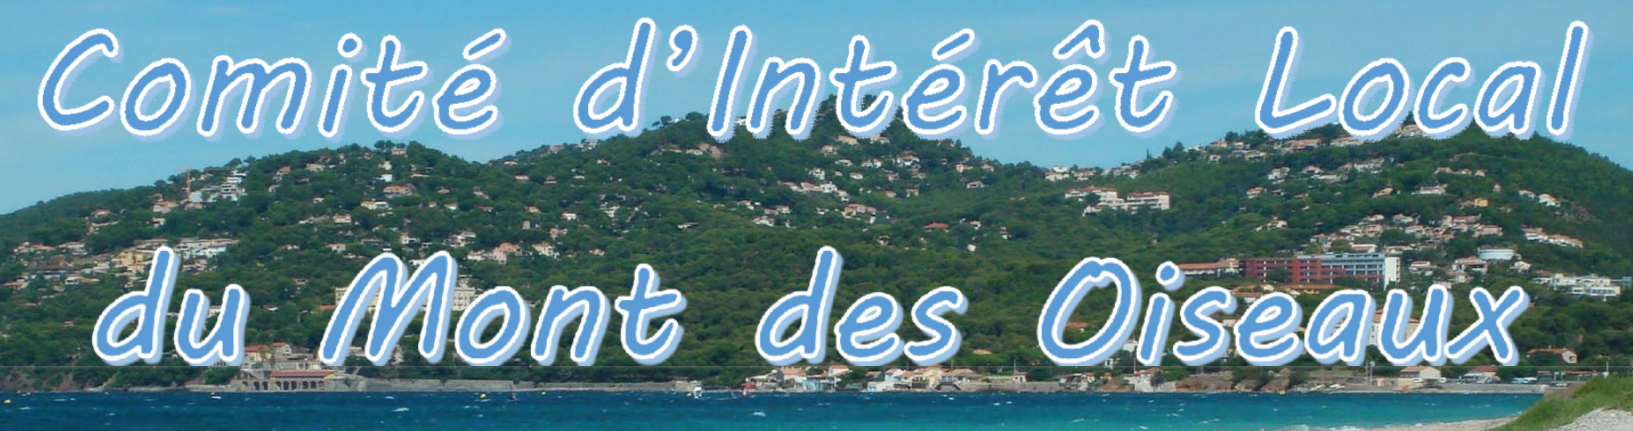 Comité d’Intérêt Local
du Mont des Oiseaux